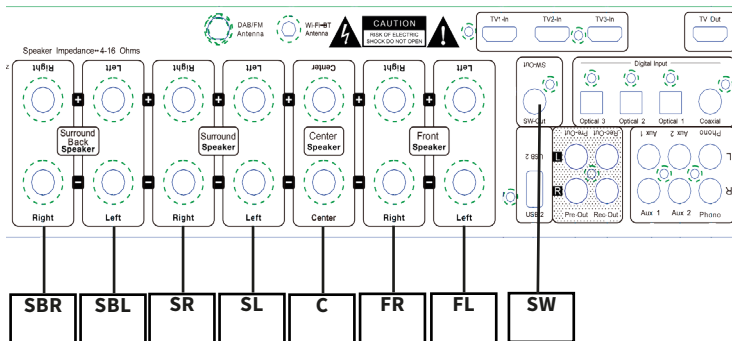 DAB/FM
Antenna
Wi-Fi-BT
Antenna
CAUTION
RISK OF ELECTRIC
SHOCK DO NOT OPEN
TV1-In
TV2-In
TV3-In
TV Out
Speaker Impedance 4-16 Ohms
Right
Left
Right
Left
Center
Right
Left
SW-Out
Digital Input
SW-Out
Optical 3
Optical 2
Optical 1
Coaxial
Surround
Back
Speaker
Surround
Speaker
Center
Speaker
Front
Speaker
Pre-Out
Rec-Out
Aux 1
Aux 2
Phono
USB 2
L
L
R
R
USB 2
Pre-Out
Rec-Out
Aux 1
Aux 2
Phono
Right
Left
Right
Left
Center
Right
Left
SBR
SBL
SR
SL
C
FR
FL
SW